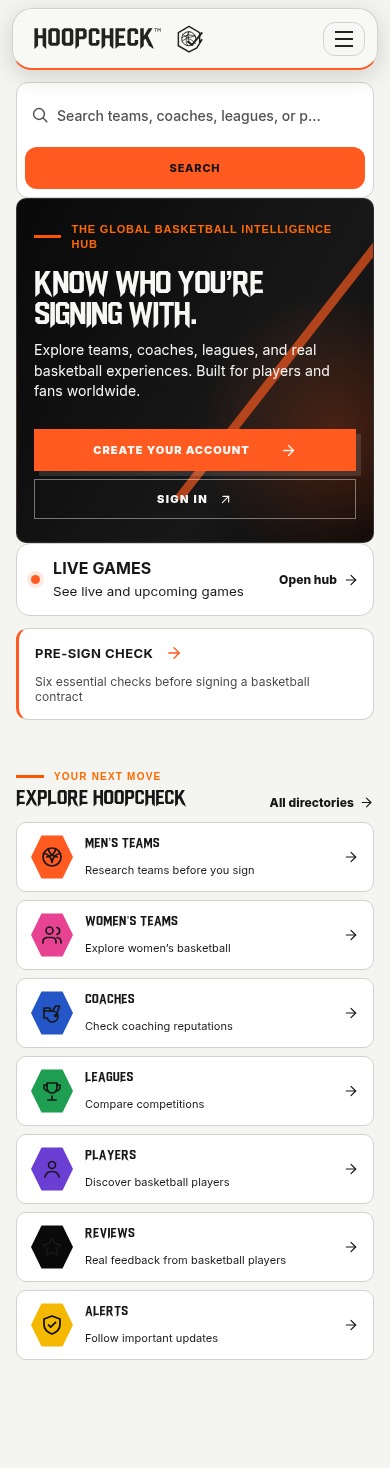 HOOPCHECK™
Search teams, coaches, leagues, or p...
SEARCH
THE GLOBAL BASKETBALL INTELLIGENCE
HUB
KNOW WHO YOU'RE
SIGNING WITH.
Explore teams, coaches, leagues, and real
basketball experiences. Built for players and
fans worldwide.
CREATE YOUR ACCOUNT
SIGN IN
LIVE GAMES
See live and upcoming games
Open hub
PRE-SIGN CHECK
Six essential checks before signing a basketball
contract
YOUR NEXT MOVE
EXPLORE HOOPCHECK
All directories
MEN'S TEAMS
Research teams before you sign
WOMEN'S TEAMS
Explore women's basketball
COACHES
Check coaching reputations
LEAGUES
Compare competitions
PLAYERS
Discover basketball players
REVIEWS
Real feedback from basketball players
ALERTS
Follow important updates